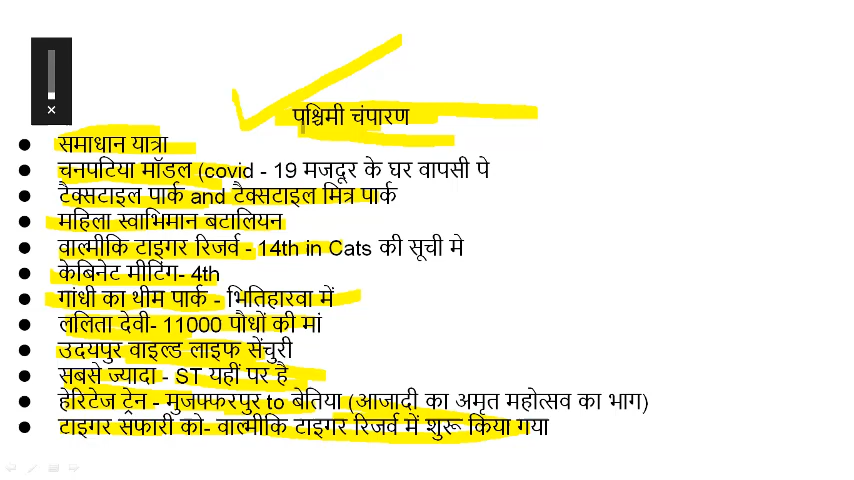 पश्चिमी चंपारण
● समाधान यात्रा
● चनपटिया मॉडल (covid - 19 मजदूर के घर वापसी पे
● टैक्सटाइल पार्क and टैक्सटाइल मित्र पार्क
● महिला स्वाभिमान बटालियन
● वाल्मीकि टाइगर रिजर्व - 14th in Cats की सूची मे
● केबिनेट मीटिंग- 4th
● गांधी का थीम पार्क - भितिहारवा में
● ललिता देवी- 11000 पौधों की मां
● उदयपुर वाइल्ड लाइफ सेंचुरी
● सबसे ज्यादा - ST यहीं पर है
● हेरिटेज ट्रेन - मुजफ्फरपुर to बेतिया (आजादी का अमृत महोत्सव का भाग)
● टाइगर सफारी को- वाल्मीकि टाइगर रिजर्व में शुरू किया गया